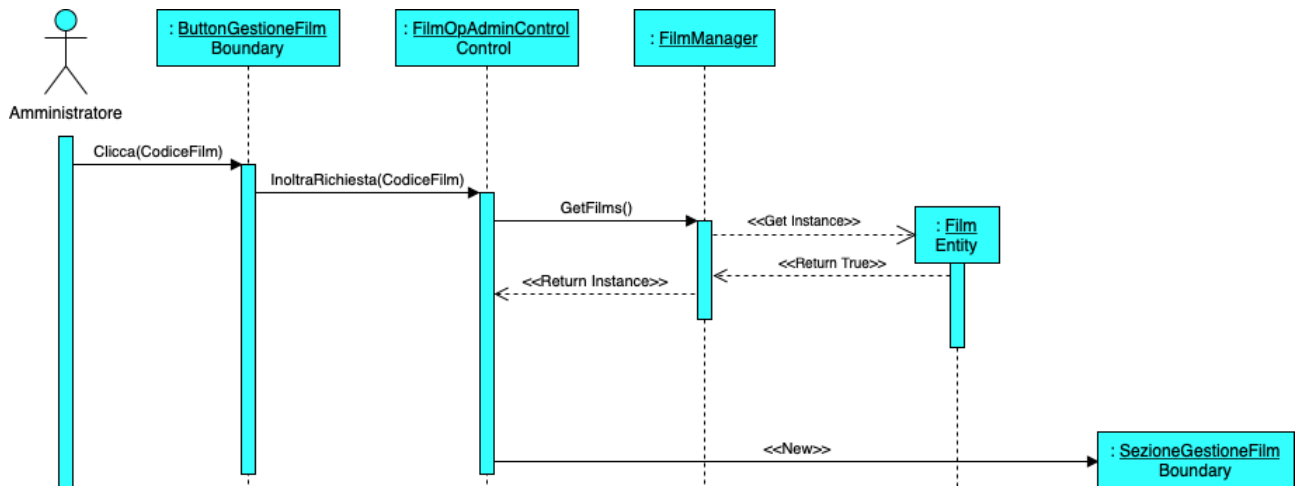 : ButtonGestioneFilm
Boundary
: FilmOpAdminControl
Control
: FilmManager
Amministratore
Clicca(CodiceFilm)
InoltraRichiesta(CodiceFilm)
GetFilms()
<<Get Instance>>
: Film
Entity
<<Return True>>
<<Return Instance>>
<<New>>
: SezioneGestioneFilm
Boundary